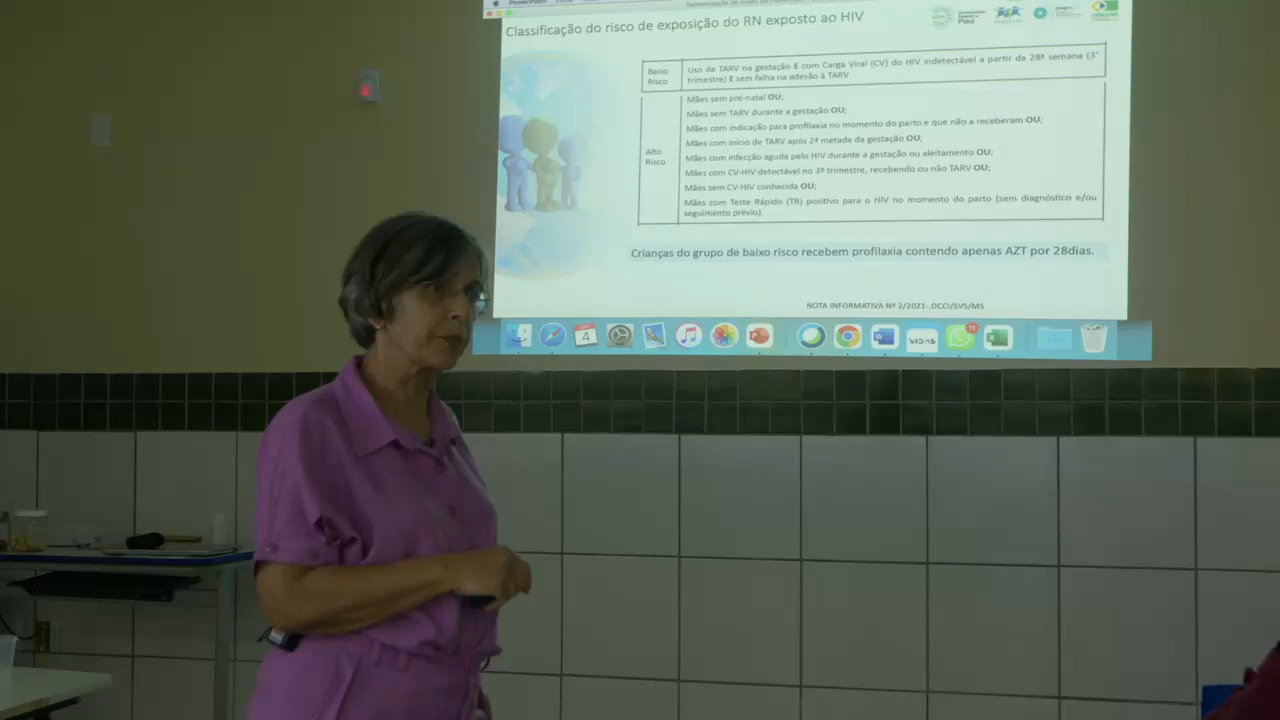 PowerPoint
Classificação do risco de exposição do RN exposto ao HIV
Piauí
Baixo Risco
Uso de TARV na gestação E com Carga Viral (CV) do HIV indetectável a partir da 28ª semana (3°
trimestre) E sem falha na adesão à TARV
Alto Risco
Mães sem pré-natal OU;
Mães sem TARV durante a gestação OU;
Mães com indicação para profilaxia no momento do parto e que não a receberam OU;
Mães com início de TARV após 2ª metade da gestação OU;
Mães com infecção aguda pelo HIV durante a gestação ou aleitamento OU;
Mães com CV-HIV detectável no 3º trimestre, recebendo ou não TARV OU;
Mães sem CV-HIV conhecida OU;
Mães com Teste Rápido (TR) positivo para o HIV no momento do parto (sem diagnóstico e/ou
seguimento prévio).
Crianças do grupo de baixo risco recebem profilaxia contendo apenas AZT por 28dias.
NOTA INFORMATIVA Nº 2/2021-.DCCI/SVS/MS
4
VIDAS
11